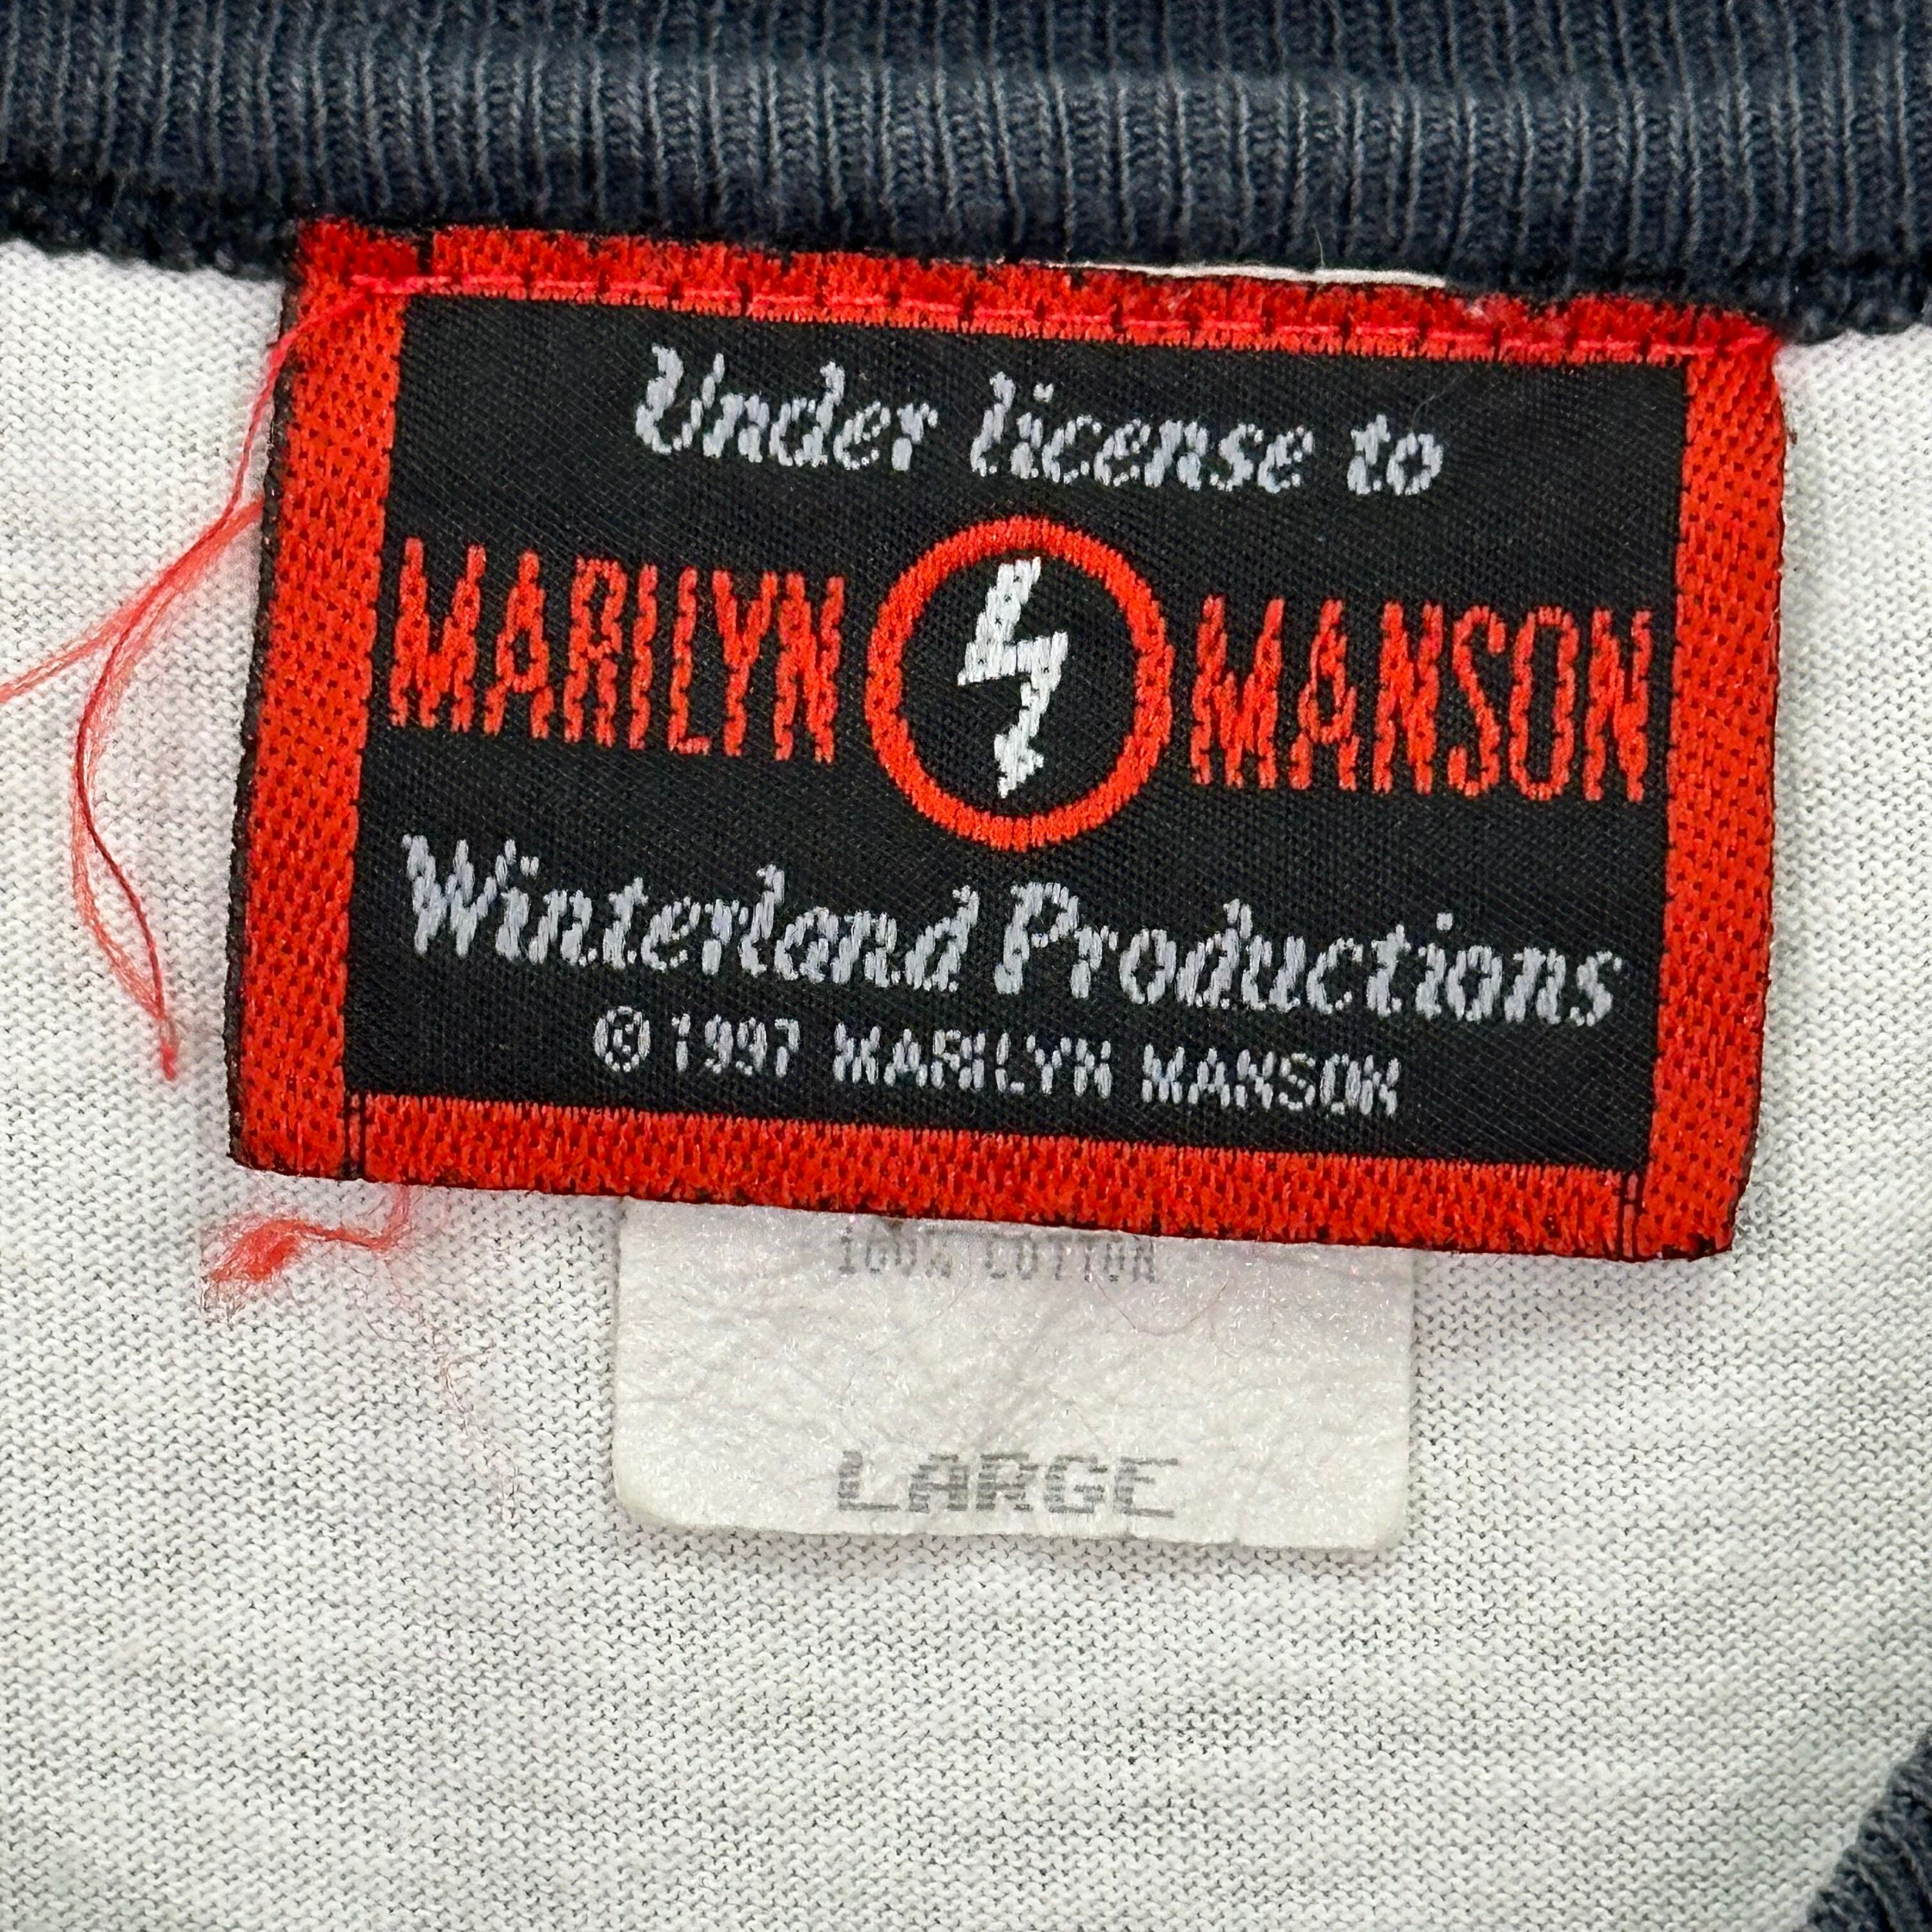 Under license to
MARILYN MANSON
Winterland Productions
© 1997 MARILYN MANSON
100% COTTON
LARGE